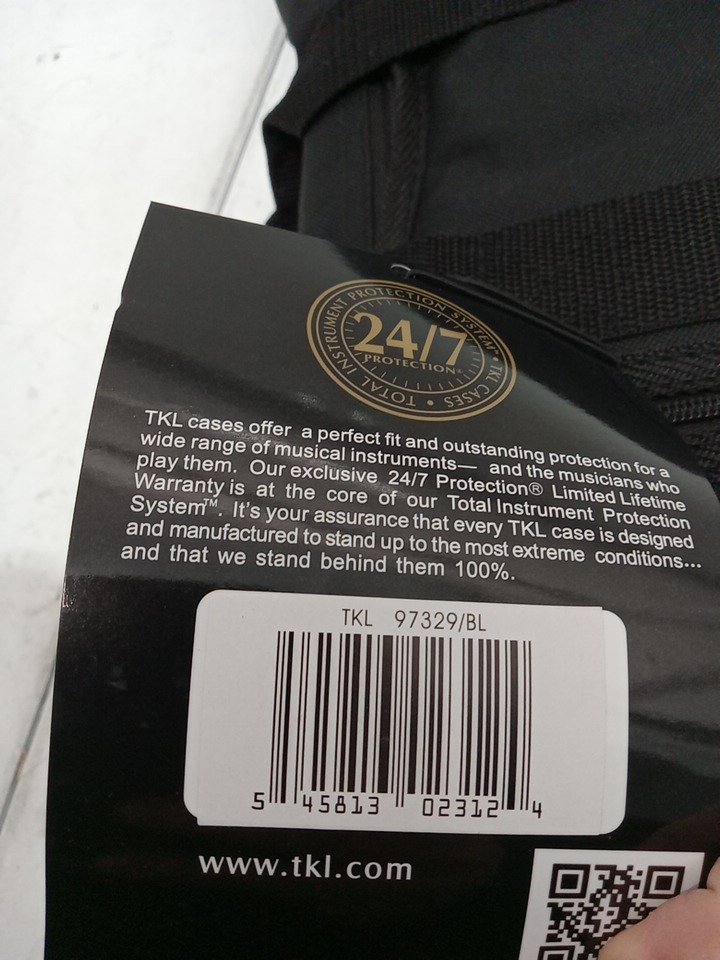 TOTAL INSTRUMENT PROTECTION SYSTEM™ • TKL CASES •
24/7
PROTECTION®
TKL cases offer a perfect fit and outstanding protection for a
wide range of musical instruments— and the musicians who
play them. Our exclusive 24/7 Protection® Limited Lifetime
Warranty is at the core of our Total Instrument Protection
System™. It's your assurance that every TKL case is designed
and manufactured to stand up to the most extreme conditions...
and that we stand behind them 100%.
TKL 97329/BL
5 45813 02312 4
www.tkl.com